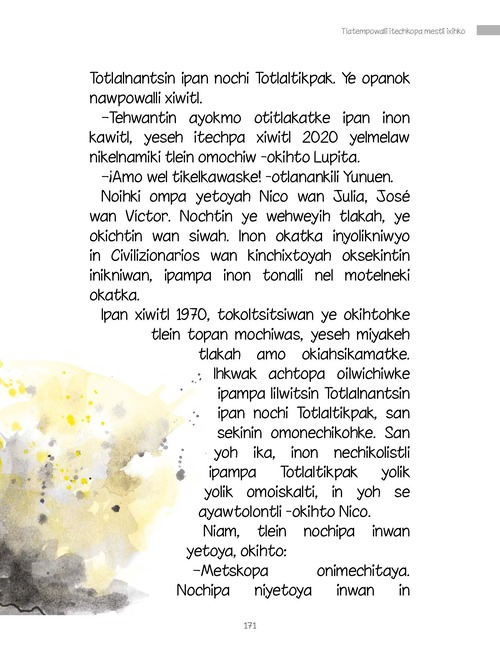 Tlatempowalli itechkopa mestli ixihko
Totlalnantsin ipan nochi Totlaltikpak. Ye opanok
nawpowalli xiwitl.
–Tehwantin ayokmo otitlakatke ipan inon
kawitl, yeseh itechpa xiwitl 2020 yelmelaw
nikelnamiki tlein omochiw –okihto Lupita.
–¡Amo wel tikelkawaske! –otlanankili Yunuen.
Noihki ompa yetoyah Nico wan Julia, José
wan Víctor. Nochtin ye wehweyih tlakah, ye
okichtin wan siwah. Inon okatka inyolikniwyo
in Civilizionarios wan kinchixtoyah oksekintin
inikniwan, ipampa inon tonalli nel motelneki
okatka.
Ipan xiwitl 1970, tokoltsitsiwan ye okihtohke
tlein topan mochiwas, yeseh miyakeh
tlakah amo okiahsikamatke.
Ihkwak achtopa oilwichiwke
ipampa Iilwitsin Totlalnantsin
ipan nochi Totlaltikpak, san
sekinin omonechikohke. San
yoh ika, inon nechikolistli
ipampa Totlaltikpak yolik
yolik omoiskalti, in yoh se
ayawtolontli –okihto Nico.
Niam, tlein nochipa inwan
yetoya, okihto:
–Metskopa onimechitaya.
Nochipa niyetoya inwan in
171